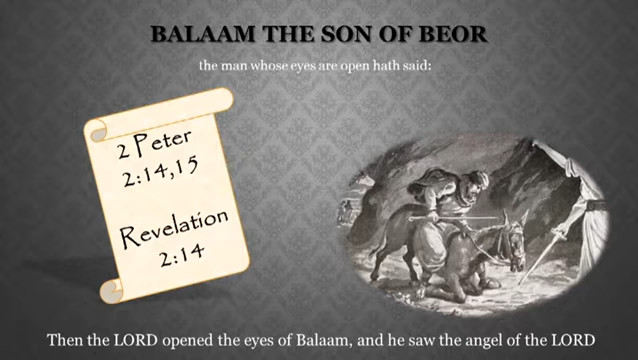 BALAAM THE SON OF BEOR
the man whose eyes are open hath said:
2 Peter
2:14,15
Revelation
2:14
Then the LORD opened the eyes of Balaam, and he saw the angel of the LORD